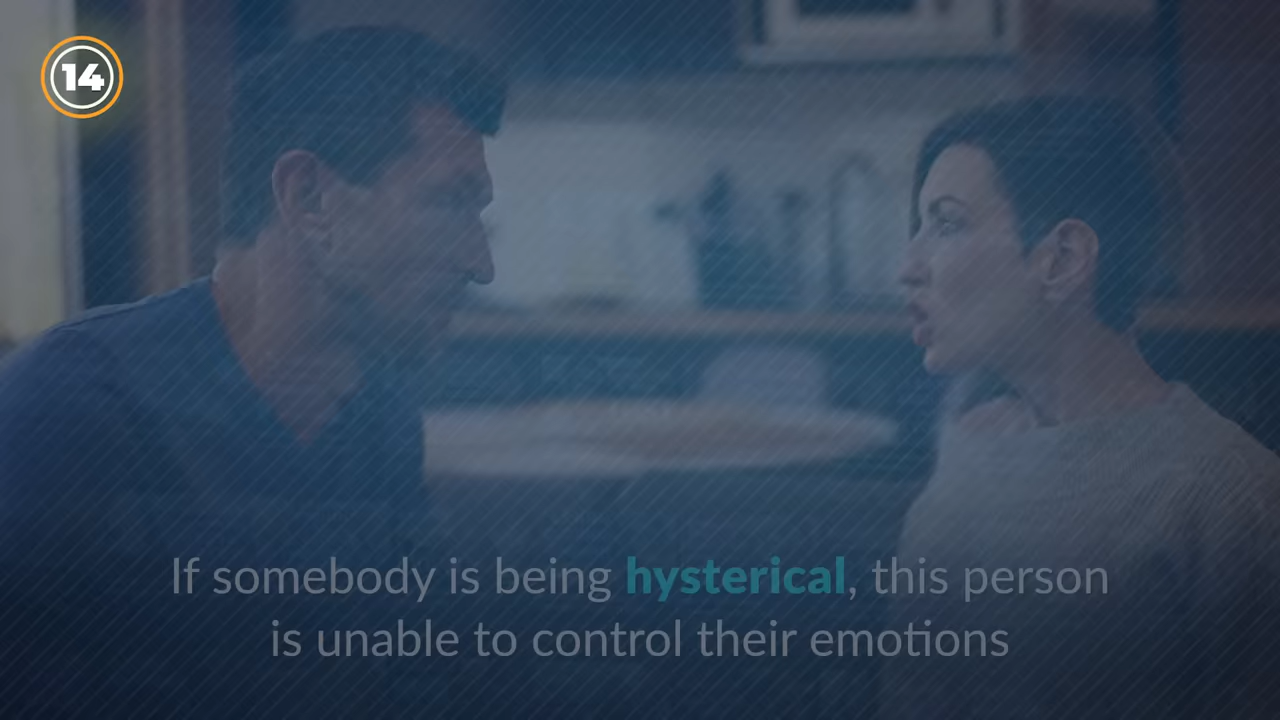 14
If somebody is being hysterical, this person
is unable to control their emotions